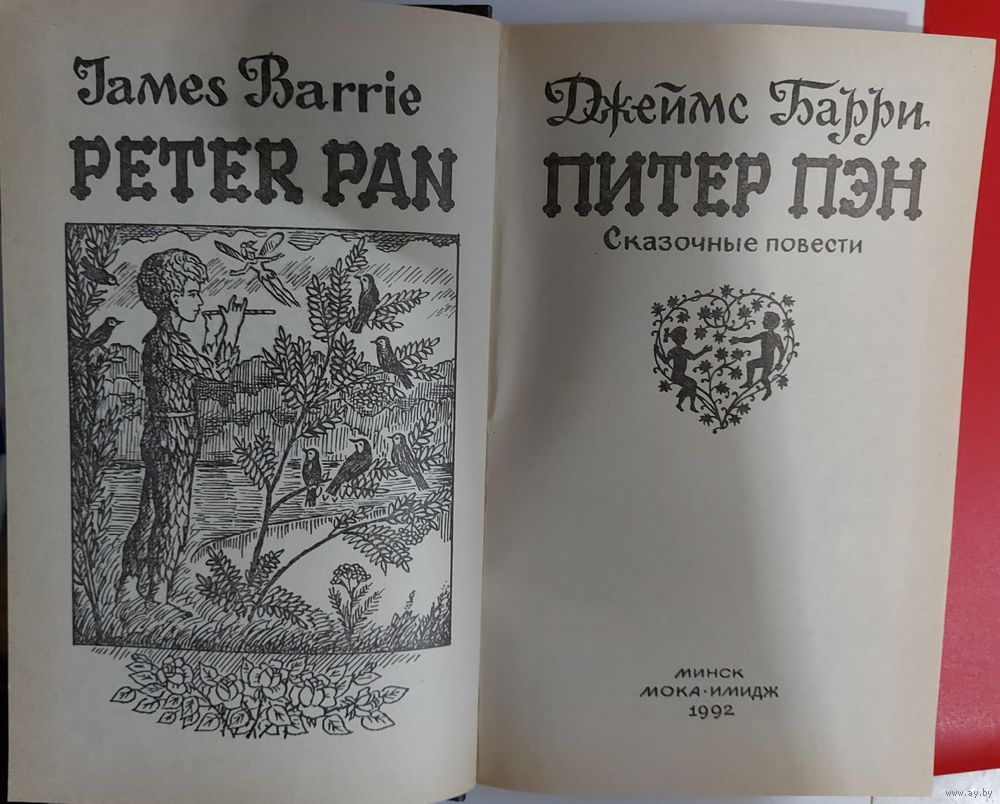 James Barrie
PETER PAN
Джеймс Барри
ПИТЕР ПЭН
Сказочные повести
МИНСК
МОКА·ИМИДЖ
1992
www.ay.by